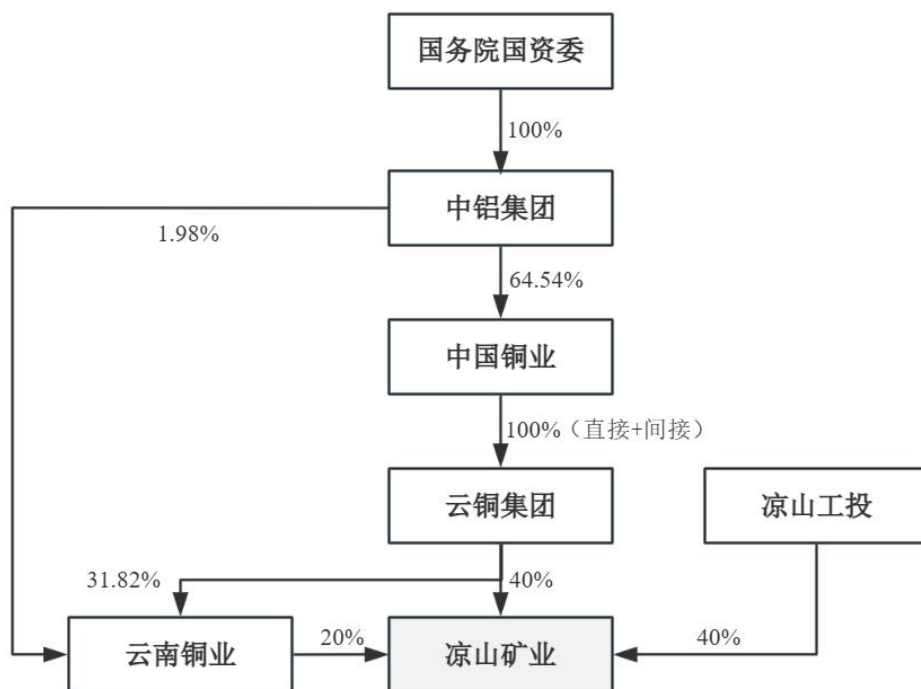 国务院国资委
100%
中铝集团
1.98%
64.54%
中国铜业
100%（直接+间接）
云铜集团
凉山工投
31.82%
40%
云南铜业
20%
凉山矿业
40%